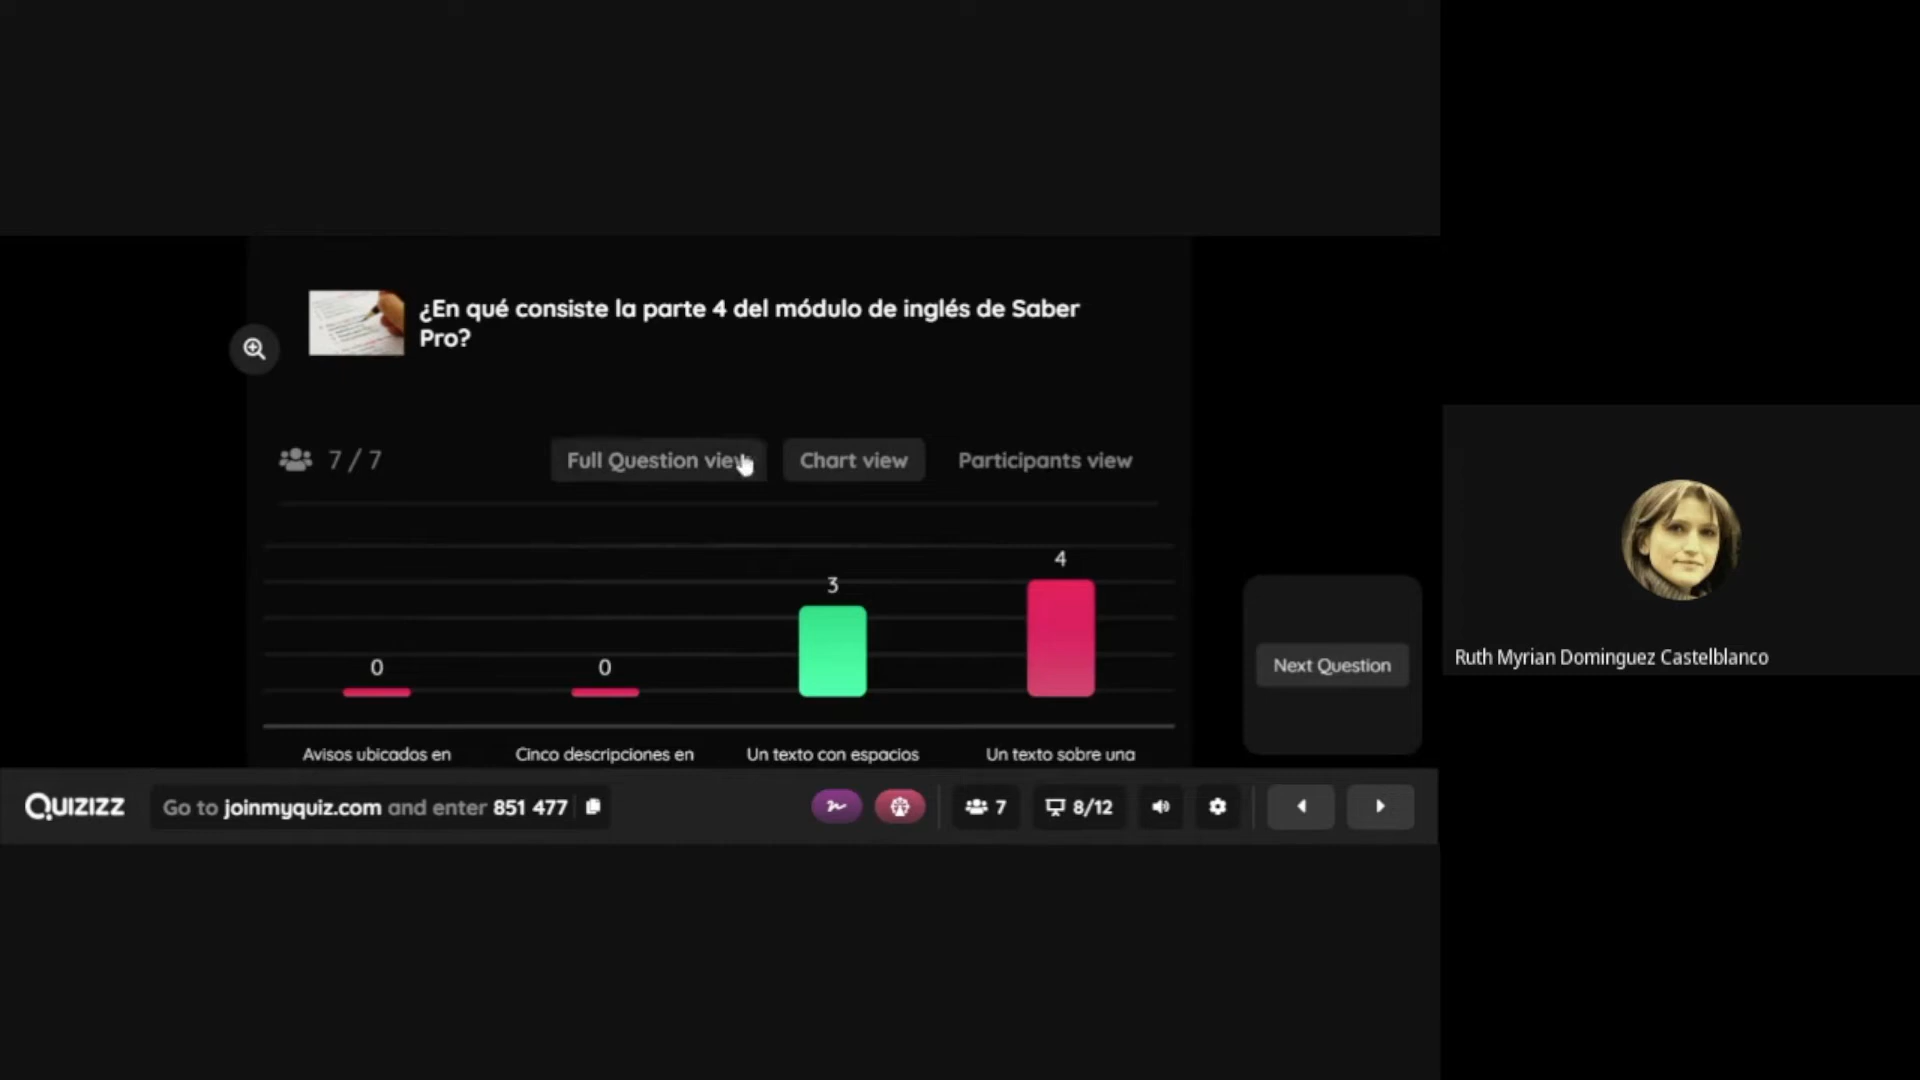 ¿En qué consiste la parte 4 del módulo de inglés de Saber
Pro?
7 / 7
Full Question view
Chart view
Participants view
0
0
3
4
Avisos ubicados en
Cinco descripciones en
Un texto con espacios
Un texto sobre una
Next Question
Ruth Myrian Dominguez Castelblanco
QUIZIZZ
Go to joinmyquiz.com and enter 851 477
7
8/12